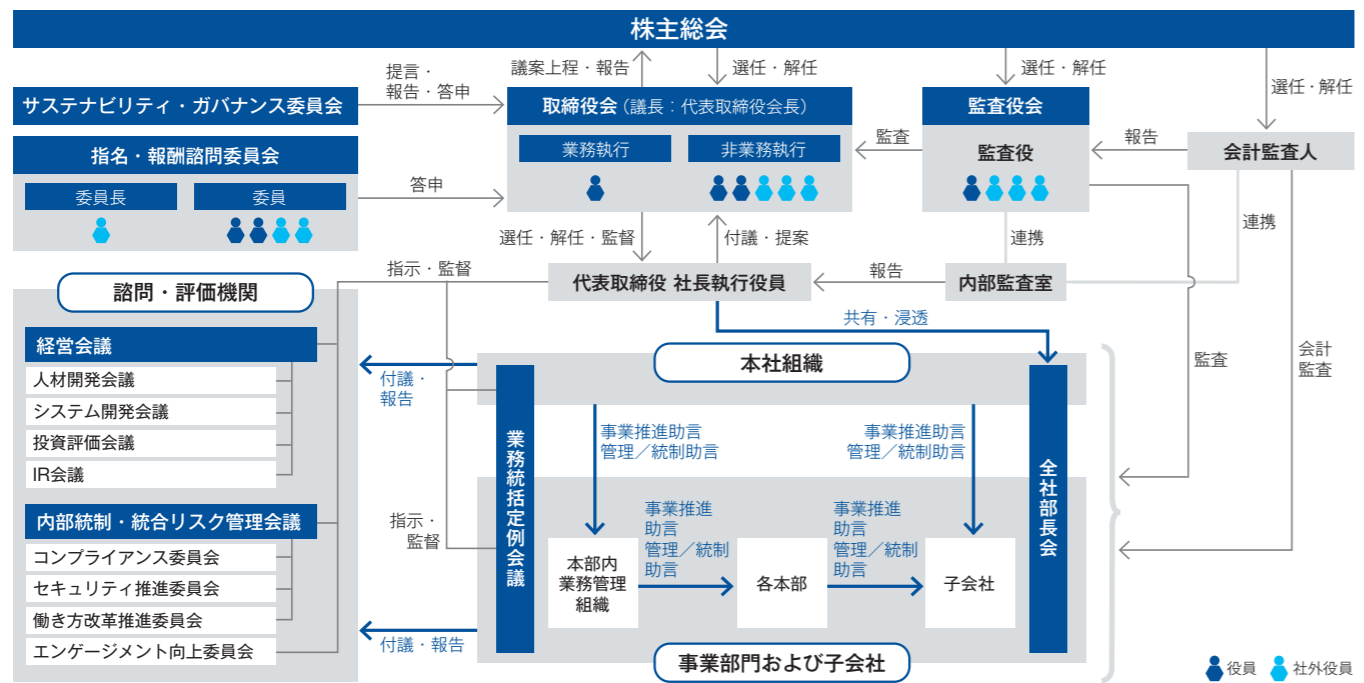 株主総会
提言・
報告・答申
議案上程・報告
選任・解任
選任・解任
選任・解任
サステナビリティ・ガバナンス委員会
取締役会（議長：代表取締役会長）
業務執行
非業務執行
監査
監査役会
監査役
報告
会計監査人
指名・報酬諮問委員会
委員長
委員
答申
選任・解任・監督
付議・提案
連携
連携
指示・監督
代表取締役 社長執行役員
報告
内部監査室
共有・浸透
諮問・評価機関
経営会議
人材開発会議
システム開発会議
投資評価会議
IR会議
内部統制・統合リスク管理会議
コンプライアンス委員会
セキュリティ推進委員会
働き方改革推進委員会
エンゲージメント向上委員会
付議・
報告
指示・
監督
付議・報告
業務統括定例会議
本社組織
事業推進助言
管理／統制助言
事業推進助言
管理／統制助言
本部内
業務管理
組織
事業推進
助言
管理／統制
助言
各本部
事業推進
助言
管理／統制
助言
子会社
全社部長会
事業部門および子会社
監査
会計
監査
役員
社外役員